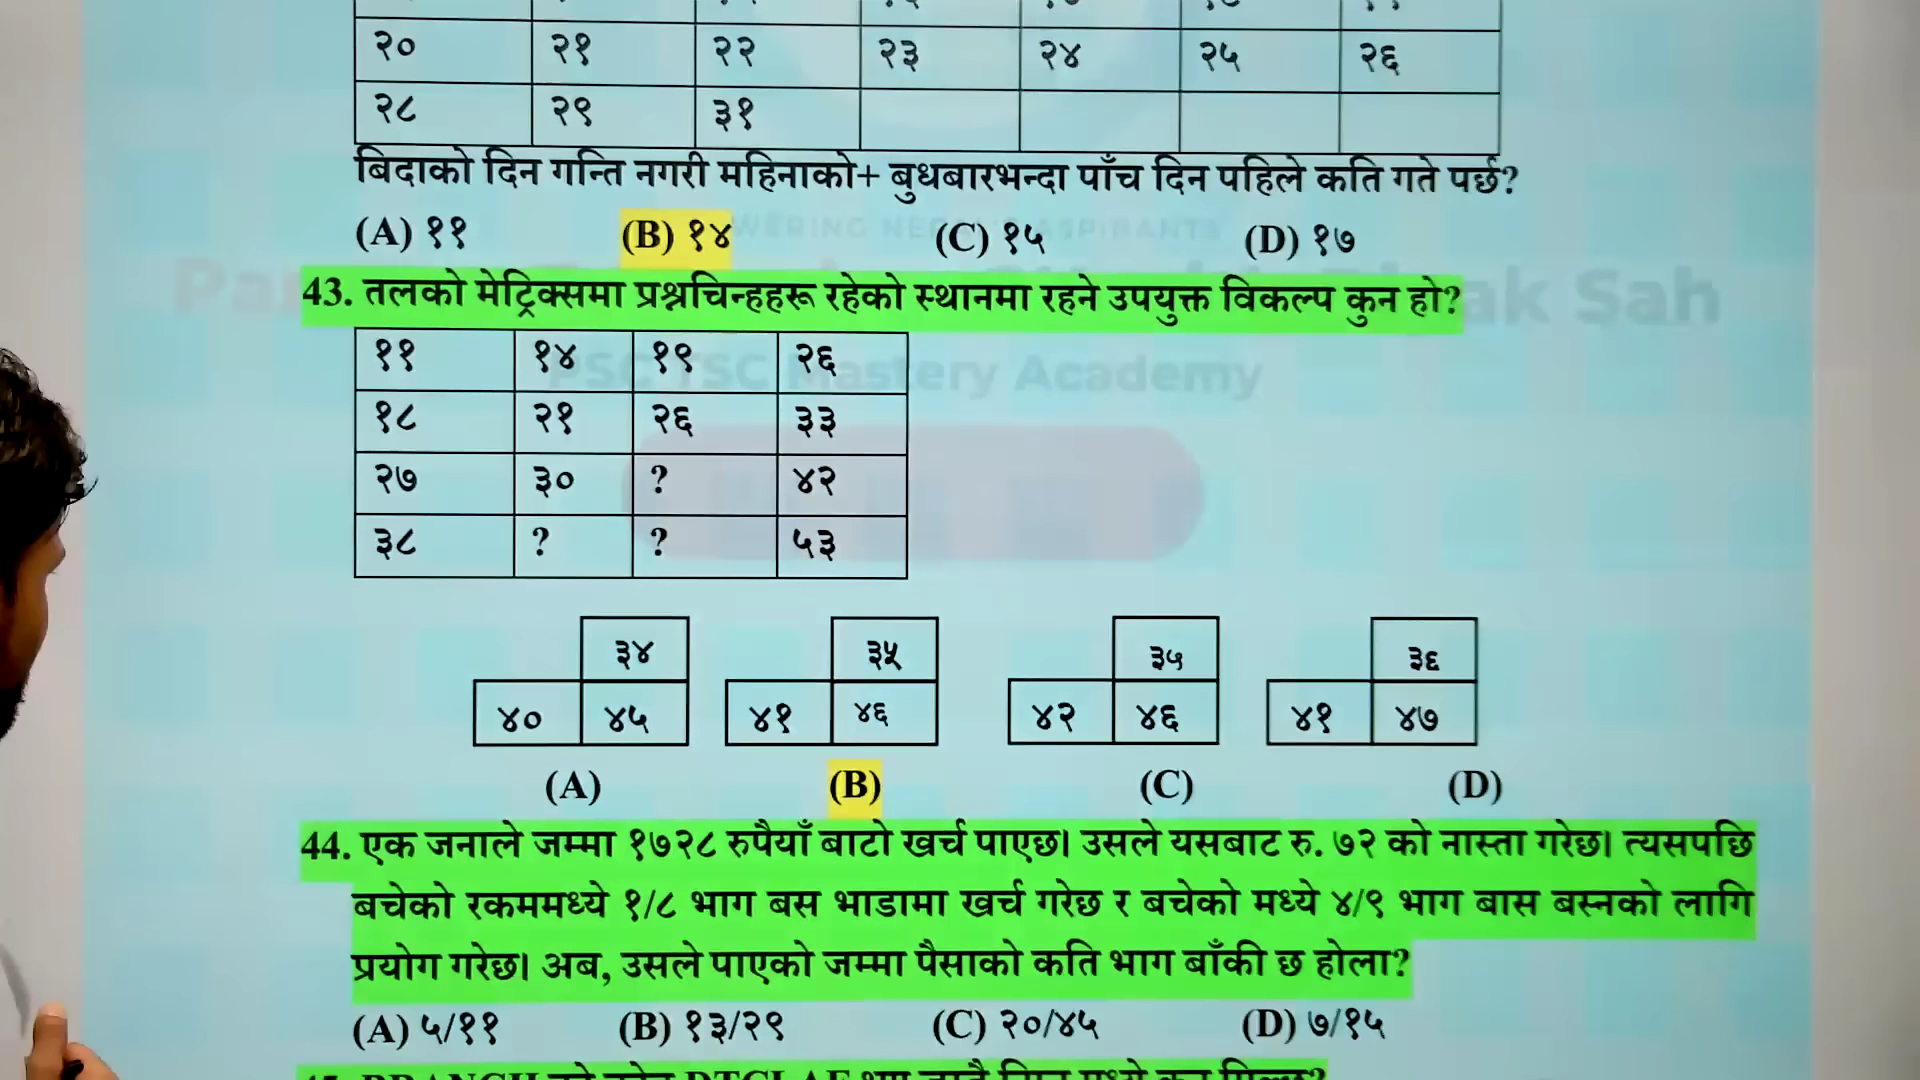 २० २१ २२ २३ २४ २५ २६
२८ २९ ३१
बिदाको दिन गन्ति नगरी महिनाको+ बुधबारभन्दा पाँच दिन पहिले कति गते पर्छ?
(A) ११ (B) १४ (C) १५ (D) १७
43. तलको मेट्रिक्समा प्रश्नचिन्हहरू रहेको स्थानमा रहने उपयुक्त विकल्प कुन हो?
११ १४ १९ २६
१८ २१ २६ ३३
२७ ३० ? ४२
३८ ? ? ५३
३४ ३५ ३५ ३६
४० ४५ ४१ ४६ ४२ ४६ ४१ ४७
(A) (B) (C) (D)
44. एक जनाले जम्मा १७२८ रुपैयाँ बाटो खर्च पाएछ। उसले यसबाट रु. ७२ को नास्ता गरेछ। त्यसपछि
बचेको रकममध्ये १/८ भाग बस भाडामा खर्च गरेछ र बचेको मध्ये ४/९ भाग बास बस्नको लागि
प्रयोग गरेछ। अब, उसले पाएको जम्मा पैसाको कति भाग बाँकी छ होला?
(A) ५/११ (B) १३/२९ (C) २०/४५ (D) ७/१५
PSC TSC Mastery Academy
Sah